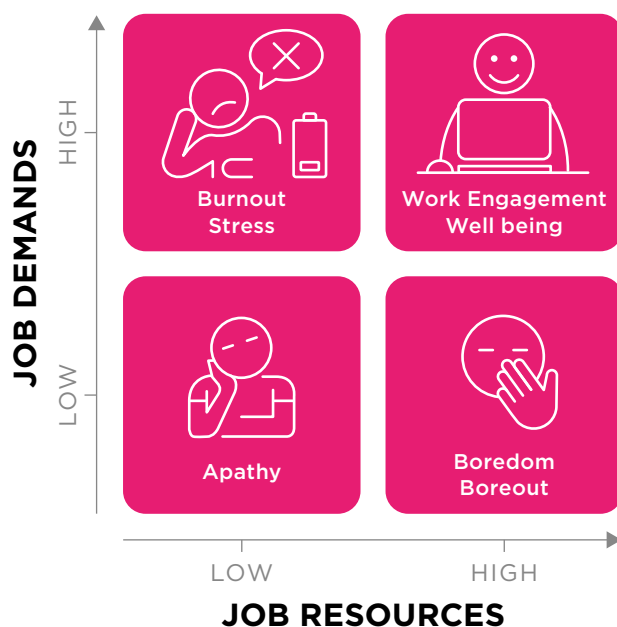 JOB DEMANDS
HIGH
LOW
Burnout
Stress
Work Engagement
Well being
Apathy
Boredom
Boreout
LOW
HIGH
JOB RESOURCES